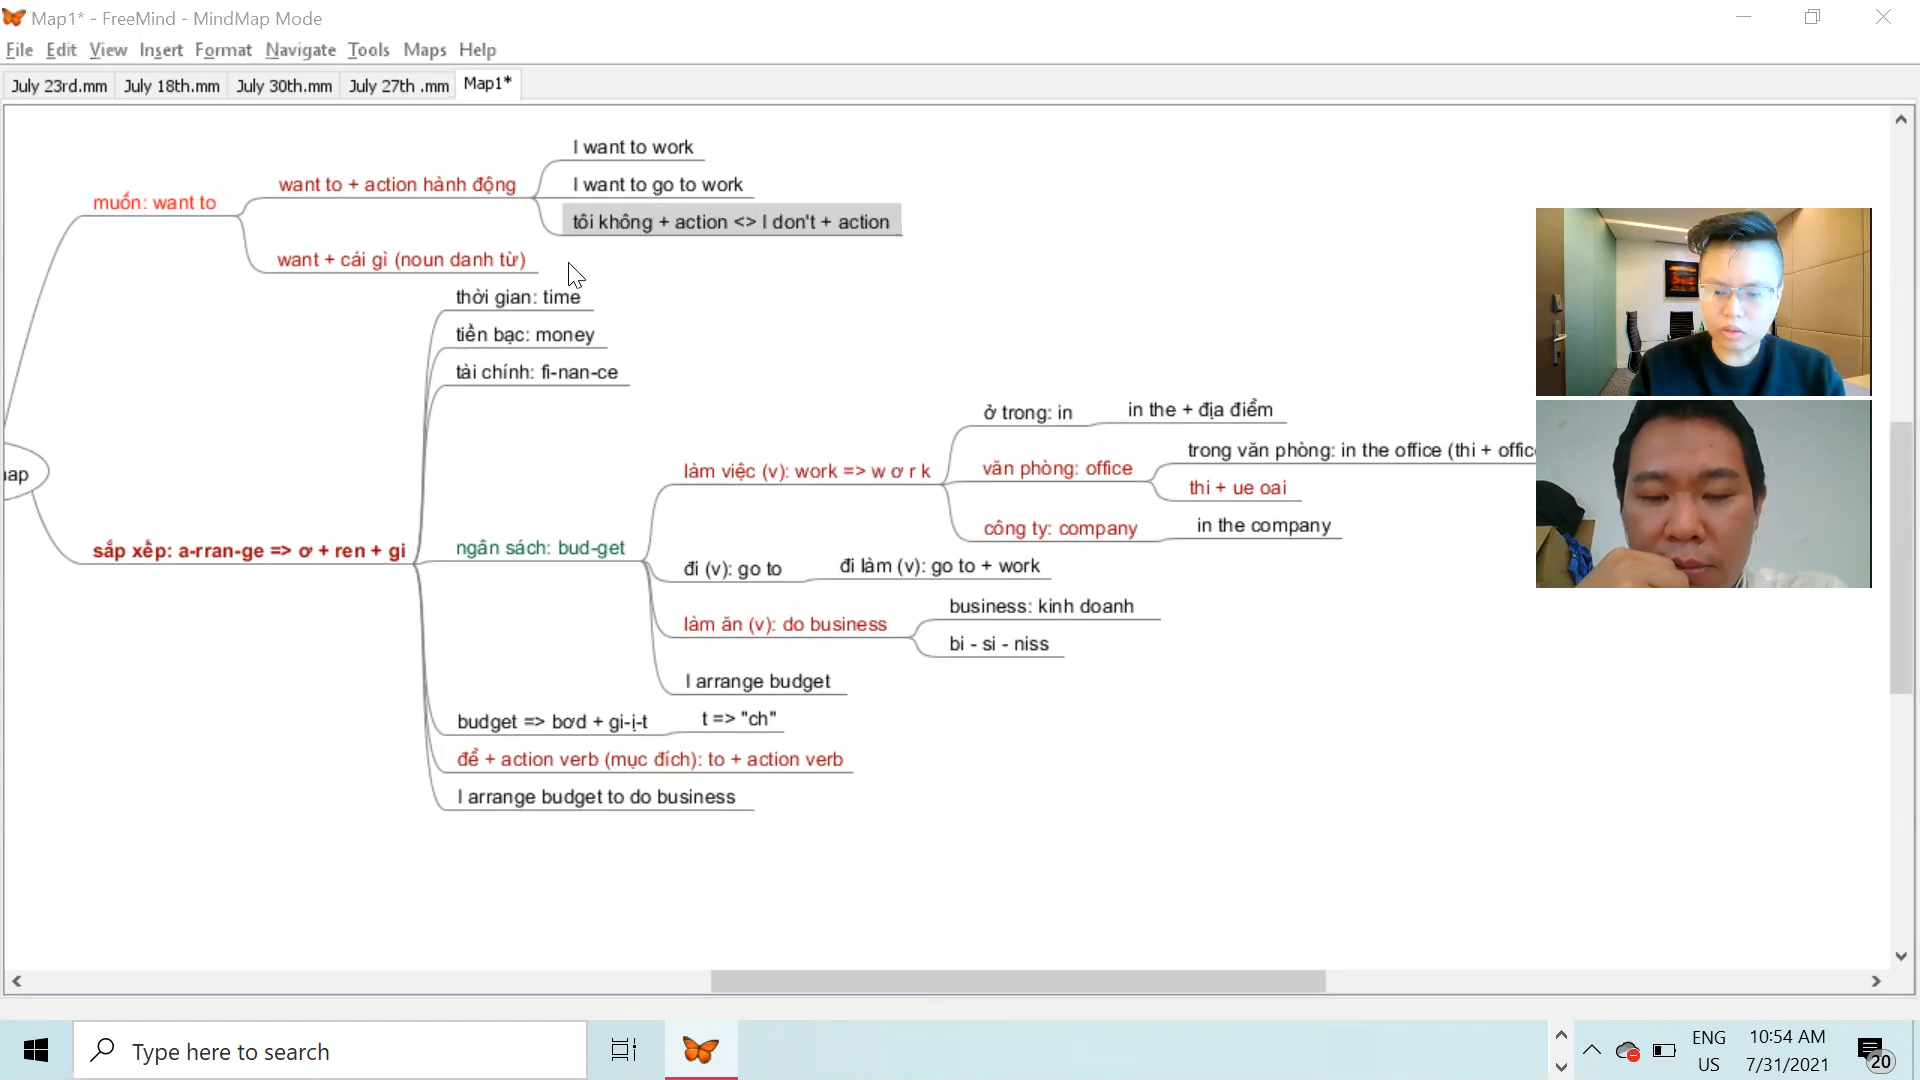 Map1* - FreeMind - MindMap Mode
File Edit View Insert Format Navigate Tools Maps Help
July 23rd.mm July 18th.mm July 30th.mm July 27th .mm Map1*
muốn: want to
want to + action hành động
I want to work
I want to go to work
tôi không + action <> I don't + action
want + cái gì (noun danh từ)
sắp xếp: a-rran-ge => ơ + ren + gi
thời gian: time
tiền bạc: money
tài chính: fi-nan-ce
ngân sách: bud-get
làm việc (v): work => w ơ r k
ở trong: in
in the + địa điểm
văn phòng: office
trong văn phòng: in the office (thi + offic
thi + ue oai
công ty: company
in the company
đi (v): go to
đi làm (v): go to + work
làm ăn (v): do business
business: kinh doanh
bi - si - niss
I arrange budget
budget => bơd + gi-ị-t
t => "ch"
để + action verb (mục đích): to + action verb
I arrange budget to do business
Type here to search
ENG
US
10:54 AM
7/31/2021
20